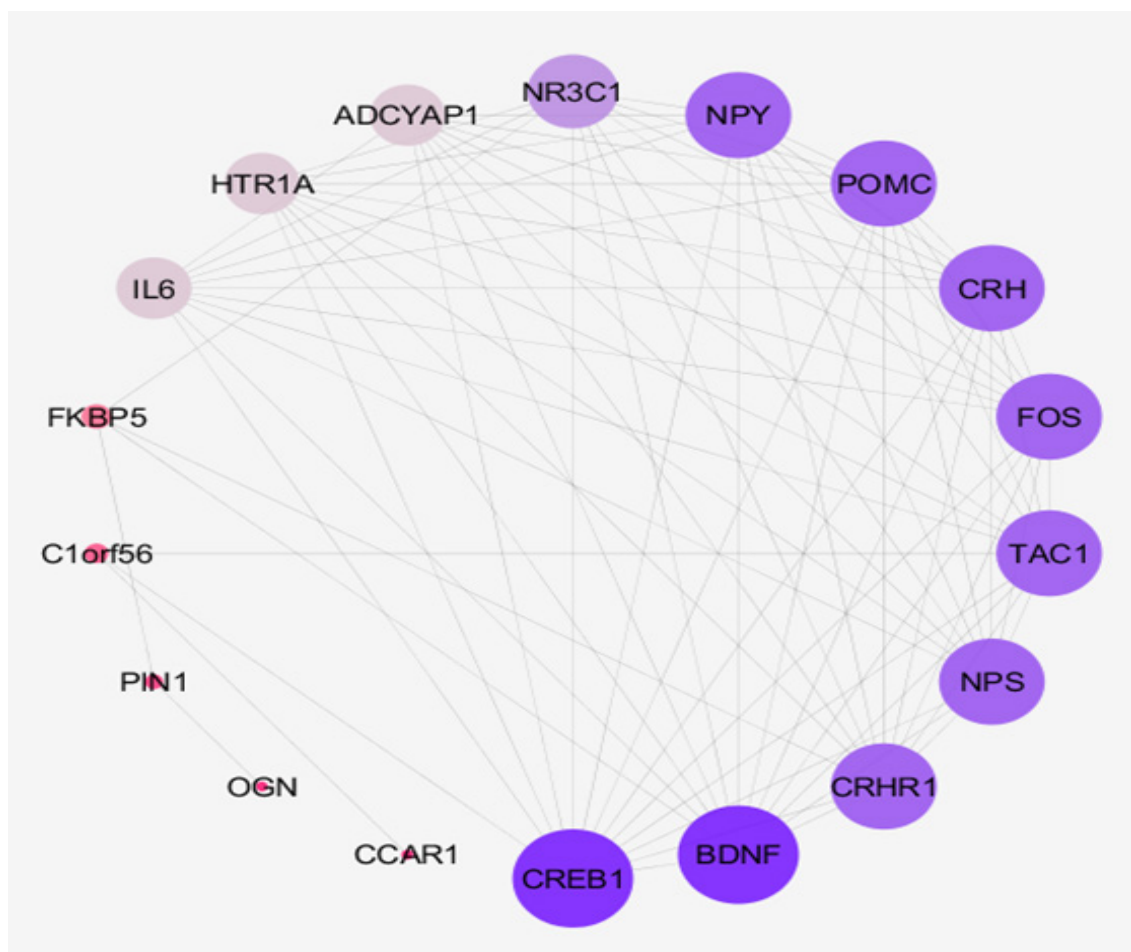 NR3C1
ADCYAP1
NPY
HTR1A
POMC
IL6
CRH
FKBP5
FOS
C1orf56
TAC1
PIN1
NPS
OGN
CRHR1
CCAR1
BDNF
CREB1